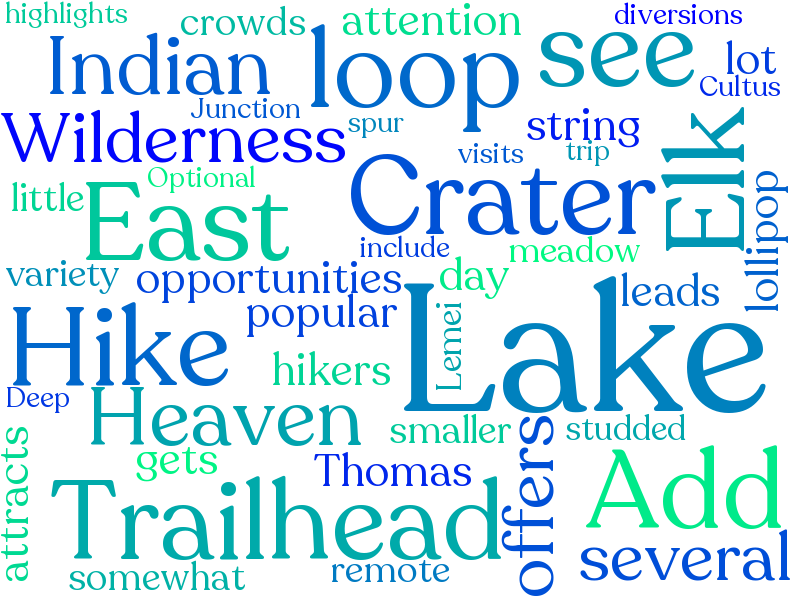 highlights
crowds
attention
diversions
Indian
loop
see
lot
Cultus
Junction
Wilderness
spur
string
visits
trip
Elk
Optional
little
East
Crater
lollipop
include
meadow
variety
opportunities
day
leads
popular
Lemei
Lake
Hike
hikers
Deep
Heaven
smaller
studded
offers
attracts
gets
Thomas
Add
Trailhead
several
somewhat
remote